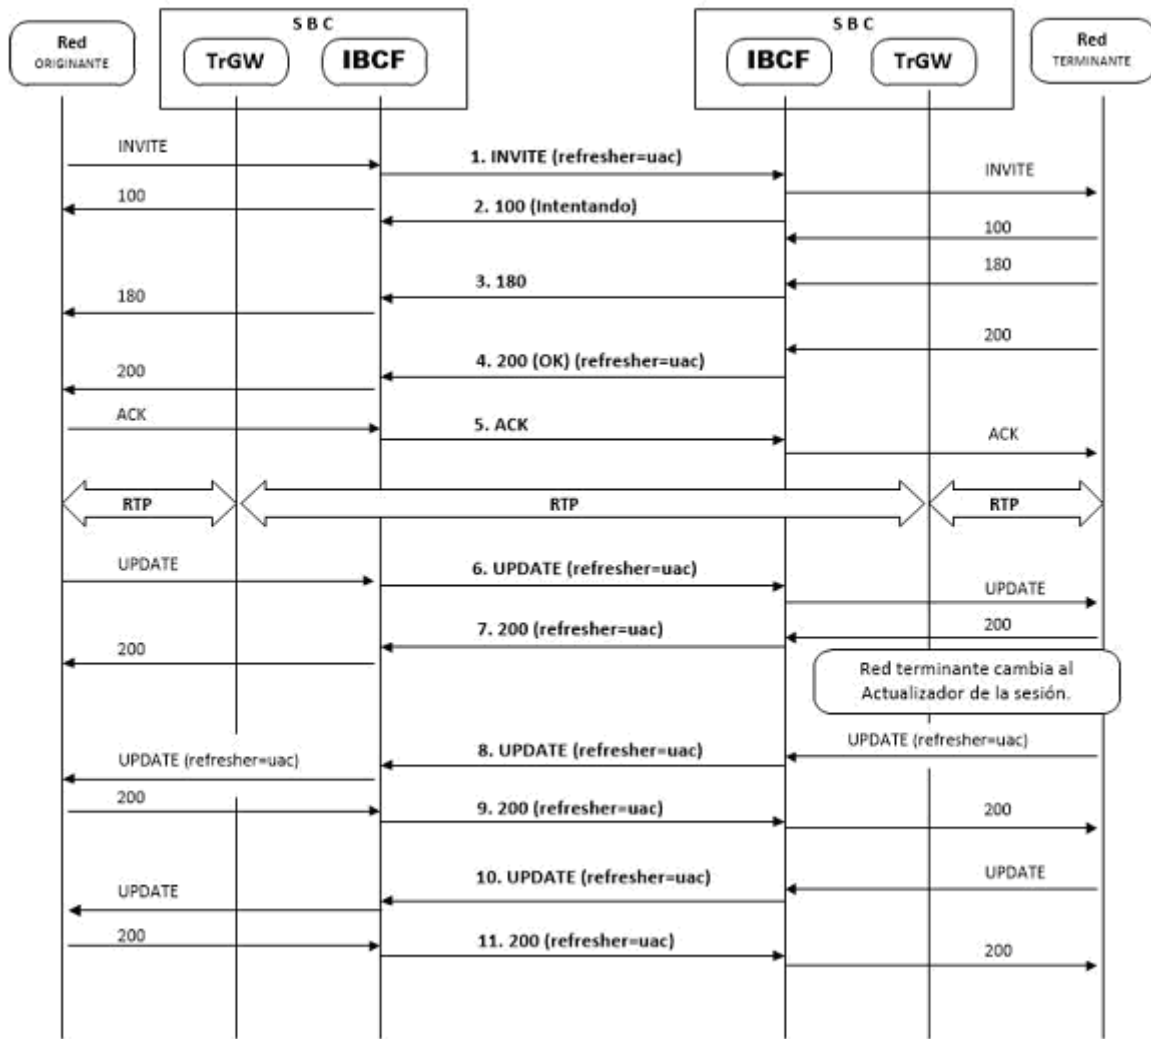 S B C
S B C
Red
ORIGINANTE
TrGW
IBCF
IBCF
TrGW
Red
TERMINANTE
INVITE
1. INVITE (refresher=uac)
INVITE
100
2. 100 (Intentando)
100
180
3. 180
180
200
4. 200 (OK) (refresher=uac)
200
ACK
5. ACK
ACK
RTP
RTP
RTP
UPDATE
6. UPDATE (refresher=uac)
UPDATE
7. 200 (refresher=uac)
200
200
Red terminante cambia al
Actualizador de la sesión.
UPDATE (refresher=uac)
8. UPDATE (refresher=uac)
UPDATE (refresher=uac)
200
9. 200 (refresher=uac)
200
10. UPDATE (refresher=uac)
UPDATE
UPDATE
200
11. 200 (refresher=uac)
200